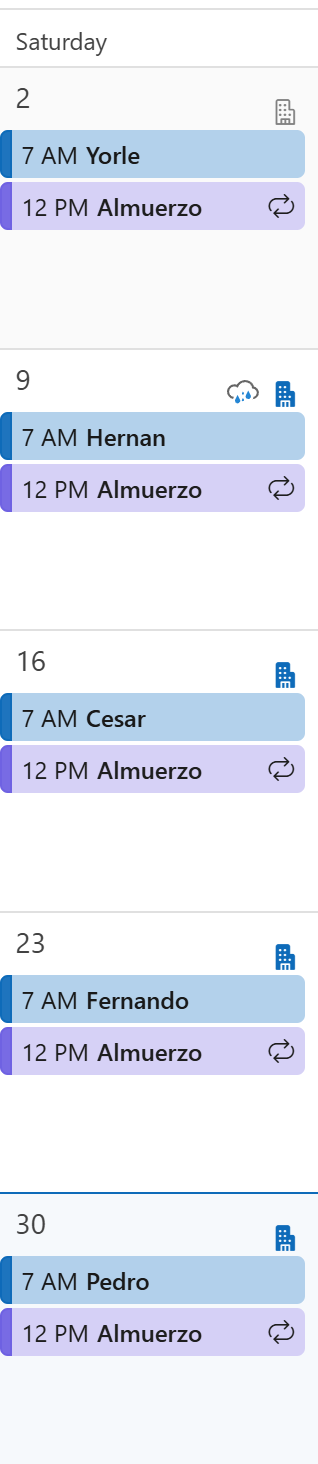 Saturday
2
7 AM Yorle
12 PM Almuerzo
9
7 AM Hernan
12 PM Almuerzo
16
7 AM Cesar
12 PM Almuerzo
23
7 AM Fernando
12 PM Almuerzo
30
7 AM Pedro
12 PM Almuerzo